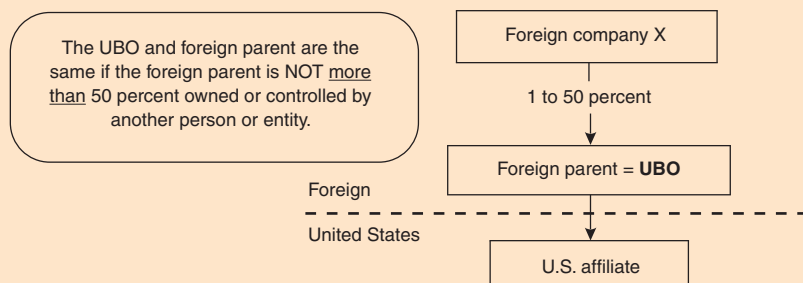 The UBO and foreign parent are the
same if the foreign parent is NOT more
than 50 percent owned or controlled by
another person or entity.
Foreign company X
1 to 50 percent
Foreign parent = UBO
Foreign
United States
U.S. affiliate